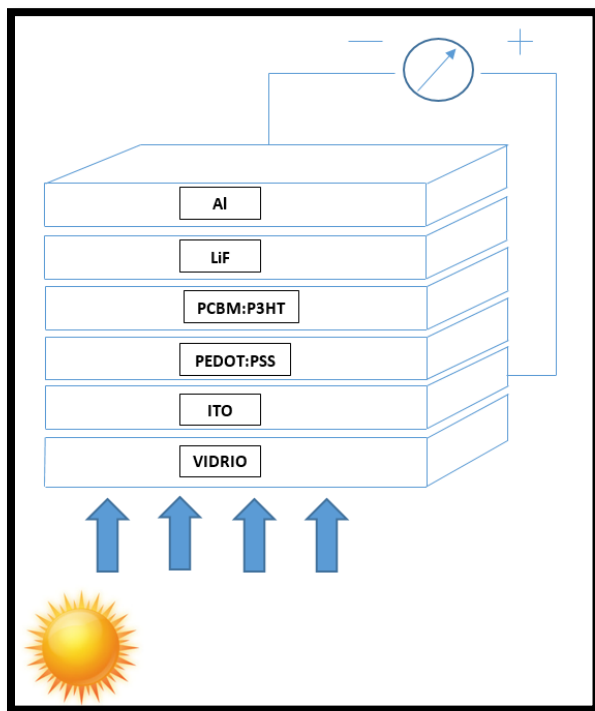 — +
Al
LiF
PCBM:P3HT
PEDOT:PSS
ITO
VIDRIO